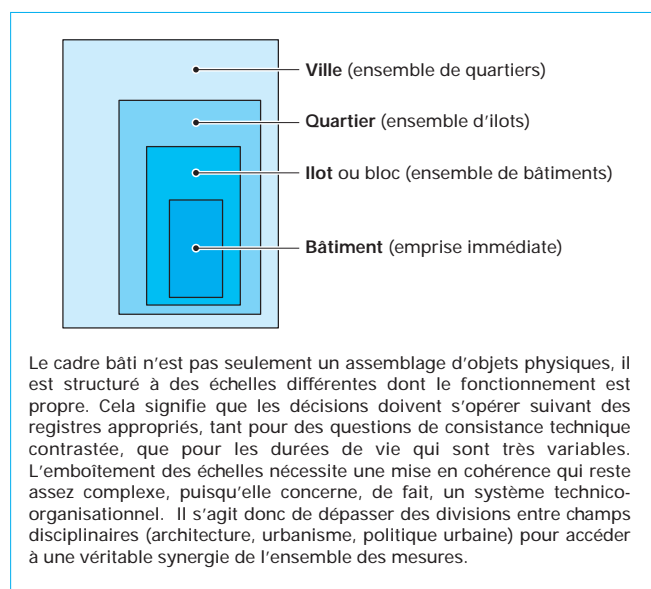 Ville (ensemble de quartiers)
Quartier (ensemble d'ilots)
Ilot ou bloc (ensemble de bâtiments)
Bâtiment (emprise immédiate)
Le cadre bâti n'est pas seulement un assemblage d'objets physiques, il
est structuré à des échelles différentes dont le fonctionnement est
propre. Cela signifie que les décisions doivent s'opérer suivant des
registres appropriés, tant pour des questions de consistance technique
contrastée, que pour les durées de vie qui sont très variables.
L'emboîtement des échelles nécessite une mise en cohérence qui reste
assez complexe, puisqu'elle concerne, de fait, un système technico-
organisationnel. Il s'agit donc de dépasser des divisions entre champs
disciplinaires (architecture, urbanisme, politique urbaine) pour accéder
à une véritable synergie de l'ensemble des mesures.